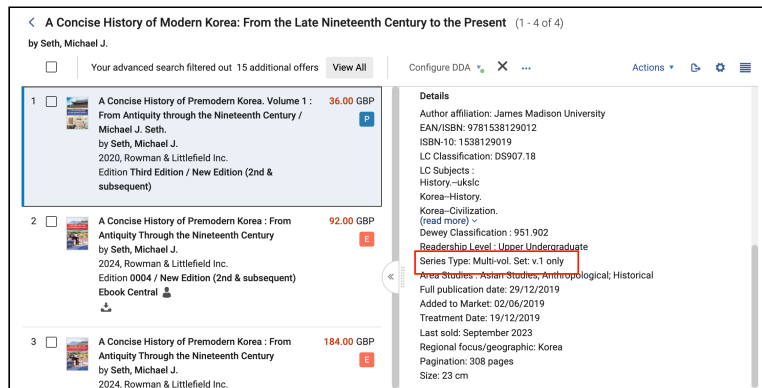 A Concise History of Modern Korea: From the Late Nineteenth Century to the Present (1 - 4 of 4)
by Seth, Michael J.
Your advanced search filtered out 15 additional offers View All
Configure DDA Actions
1 A Concise History of Premodern Korea. Volume 1 : 36.00 GBP
From Antiquity through the Nineteenth Century / P
Michael J. Seth.
by Seth, Michael J.
2020, Rowman & Littlefield Inc.
Edition Third Edition / New Edition (2nd &
subsequent)
2 A Concise History of Premodern Korea : From 92.00 GBP
Antiquity Through the Nineteenth Century E
by Seth, Michael J.
2024, Rowman & Littlefield Inc.
Edition 0004 / New Edition (2nd & subsequent)
Ebook Central
3 A Concise History of Premodern Korea : From 184.00 GBP
Antiquity Through the Nineteenth Century E
by Seth, Michael J.
2024, Rowman & Littlefield Inc.
Details
Author affiliation: James Madison University
EAN/ISBN: 9781538129012
ISBN-10: 1538129019
LC Classification: DS907.18
LC Subjects :
History.--ukslc
Korea--History.
Korea--Civilization.
(read more)
Dewey Classification : 951.902
Readership Level : Upper Undergraduate
Series Type: Multi-vol. Set: v.1 only
Area Studies : Asian Studies; Anthropological; Historical
Full publication date: 29/12/2019
Added to Market: 02/06/2019
Treatment Date: 19/12/2019
Last sold: September 2023
Regional focus/geographic: Korea
Pagination: 308 pages
Size: 23 cm